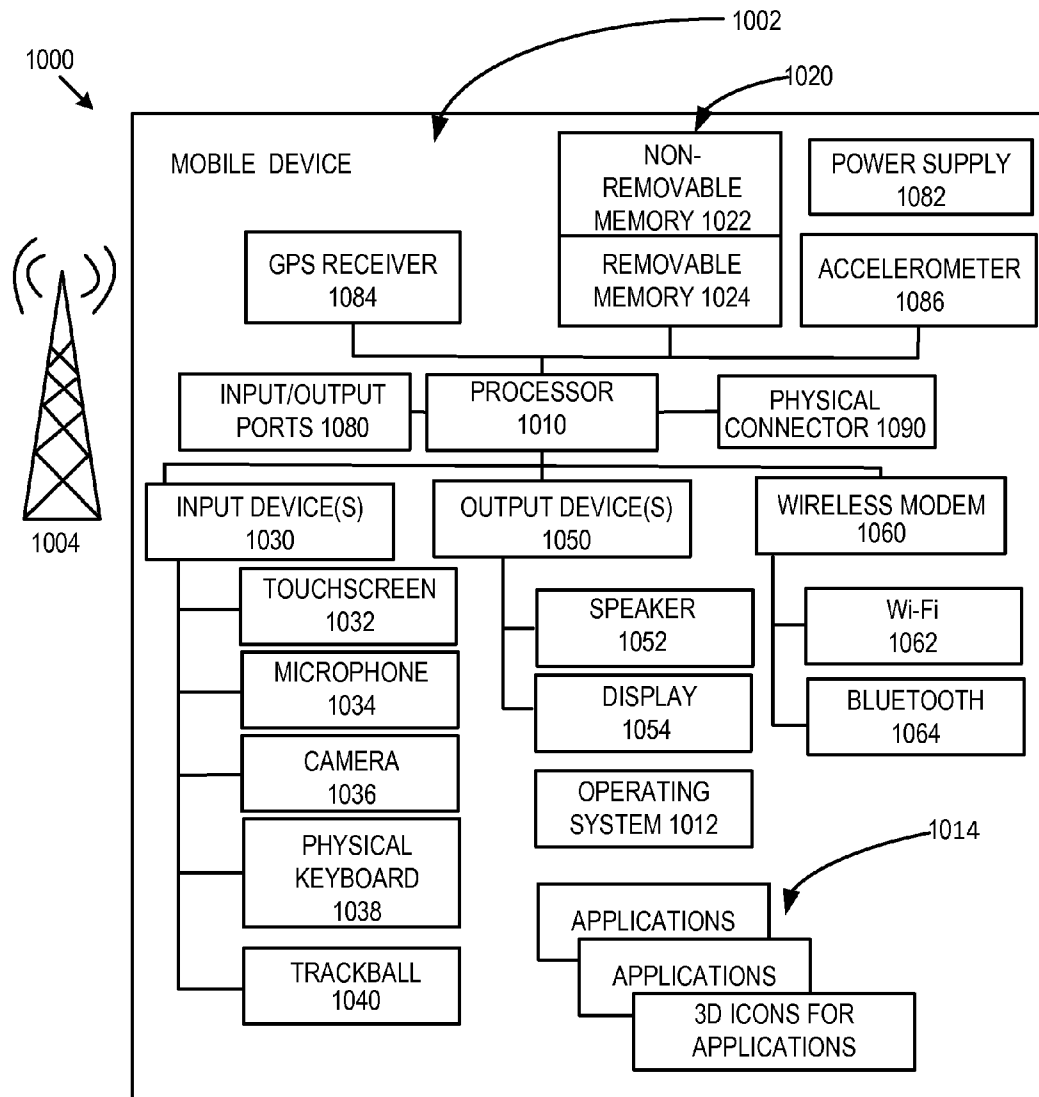 1002
1000
1020
MOBILE DEVICE
NON-
REMOVABLE
MEMORY 1022
POWER SUPPLY
1082
GPS RECEIVER
1084
REMOVABLE
MEMORY 1024
ACCELEROMETER
1086
INPUT/OUTPUT
PORTS 1080
PROCESSOR
1010
PHYSICAL
CONNECTOR 1090
1004
INPUT DEVICE(S)
1030
OUTPUT DEVICE(S)
1050
WIRELESS MODEM
1060
TOUCHSCREEN
1032
SPEAKER
1052
Wi-Fi
1062
MICROPHONE
1034
DISPLAY
1054
BLUETOOTH
1064
CAMERA
1036
OPERATING
SYSTEM 1012
PHYSICAL
KEYBOARD
1038
1014
TRACKBALL
1040
APPLICATIONS
APPLICATIONS
3D ICONS FOR
APPLICATIONS